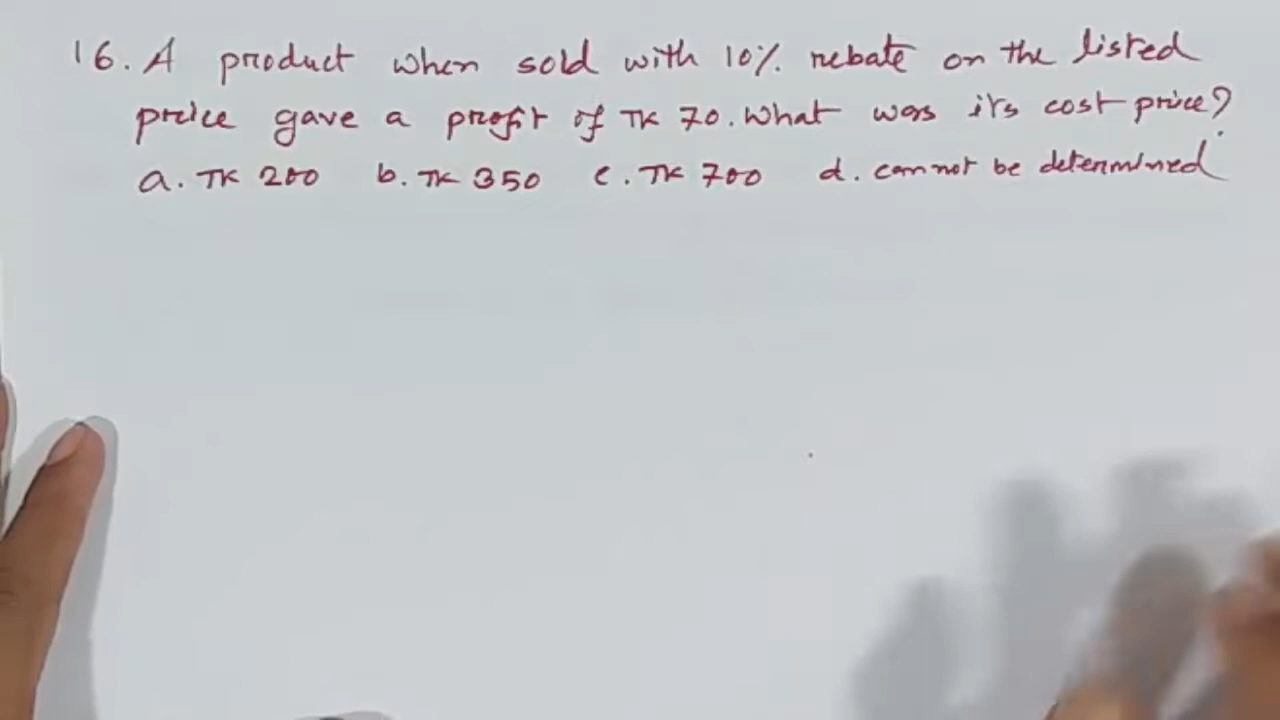 16. A product when sold with 10% rebate on the listed
price gave a profit of TK 70. What was its cost price?
a. TK 200 b. TK 350 c. TK 700 d. cannot be determined